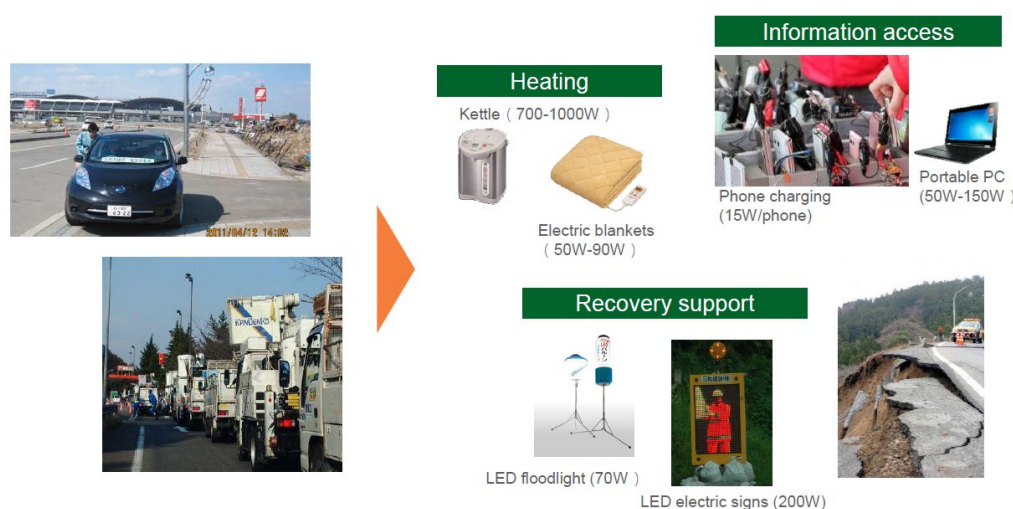 Information access
Heating
Kettle ( 700-1000W )
Portable PC
(50W-150W)
Phone charging
(15W/phone)
2011/04/12 14:02
Electric blankets
( 50W-90W )
KANDENKO
Recovery support
LED floodlight (70W )
LED electric signs (200W)